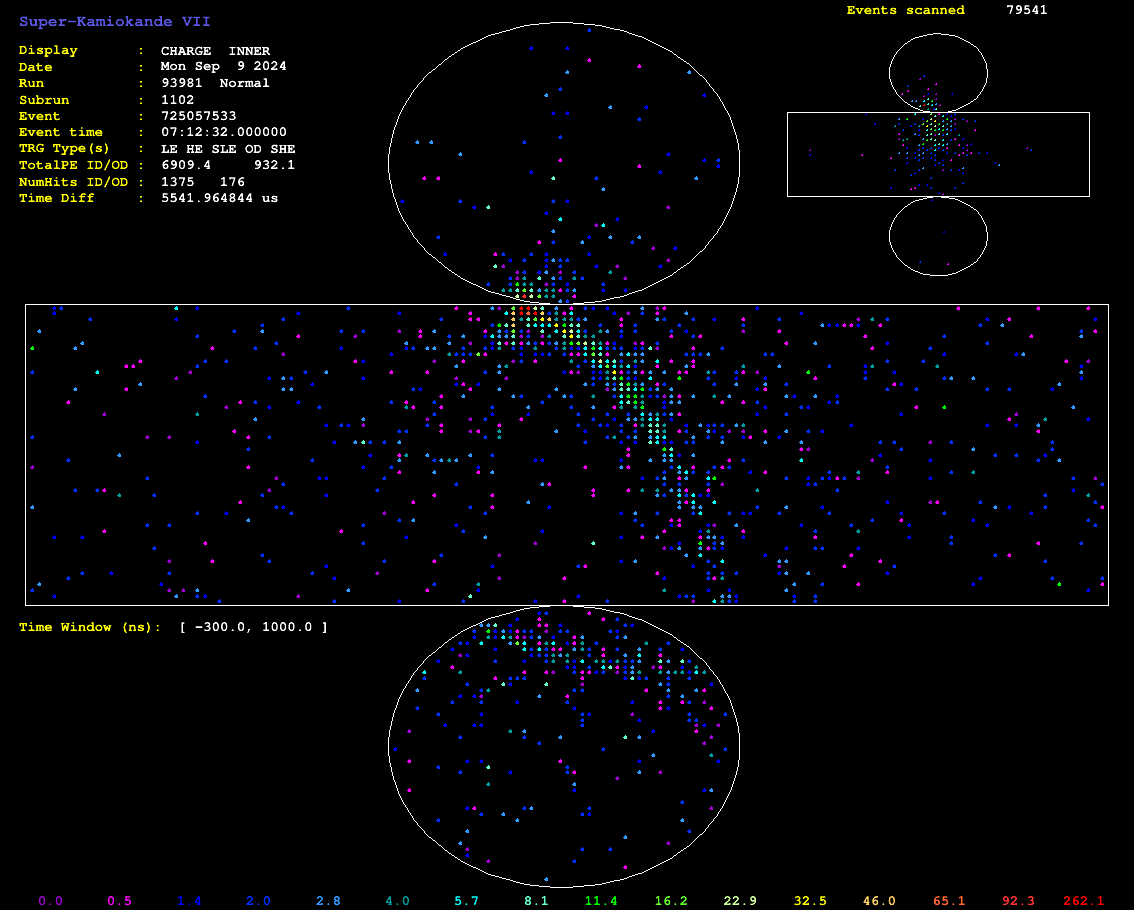 Super-Kamiokande VII
Events scanned 79541
Display : CHARGE INNER
Date : Mon Sep 9 2024
Run : 93981 Normal
Subrun : 1102
Event : 725057533
Event time : 07:12:32.000000
TRG Type(s) : LE HE SLE OD SHE
TotalPE ID/OD : 6909.4 932.1
NumHits ID/OD : 1375 176
Time Diff : 5541.964844 us
Time Window (ns): [ -300.0, 1000.0 ]
0.0 0.5 1.4 2.0 2.8 4.0 5.7 8.1 11.4 16.2 22.9 32.5 46.0 65.1 92.3 262.1